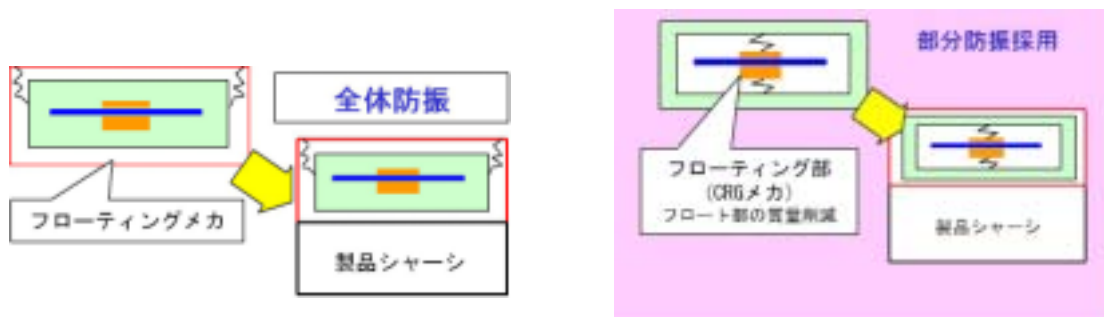 全体防振
フローティングメカ
製品シャーシ
部分防振採用
フローティング部
(CRGメカ)
フロート部の質量削減
製品シャーシ